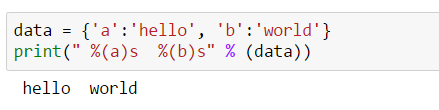 data = {'a':'hello', 'b':'world'}
print(" %(a)s  %(b)s" % (data))
 hello  world